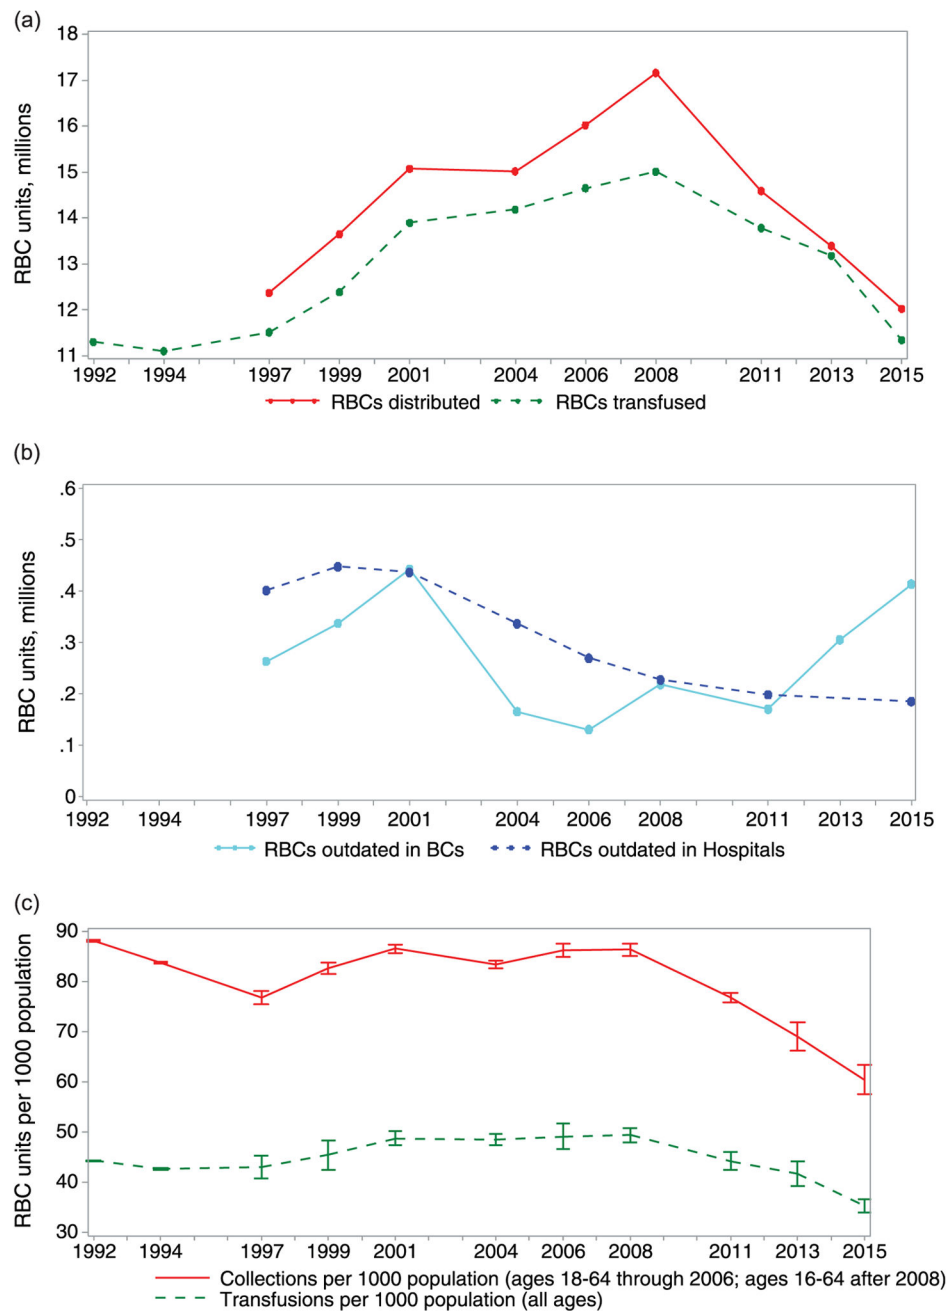 (a)
RBC units, millions
18
17
16
15
14
13
12
11
1992 1994 1997 1999 2001 2004 2006 2008 2011 2013 2015
RBCs distributed RBCs transfused
(b)
RBC units, millions
.6
.5
.4
.3
.2
.1
0
1992 1994 1997 1999 2001 2004 2006 2008 2011 2013 2015
RBCs outdated in BCs RBCs outdated in Hospitals
(c)
RBC units per 1000 population
90
80
70
60
50
40
30
1992 1994 1997 1999 2001 2004 2006 2008 2011 2013 2015
Collections per 1000 population (ages 18-64 through 2006; ages 16-64 after 2008)
Transfusions per 1000 population (all ages)